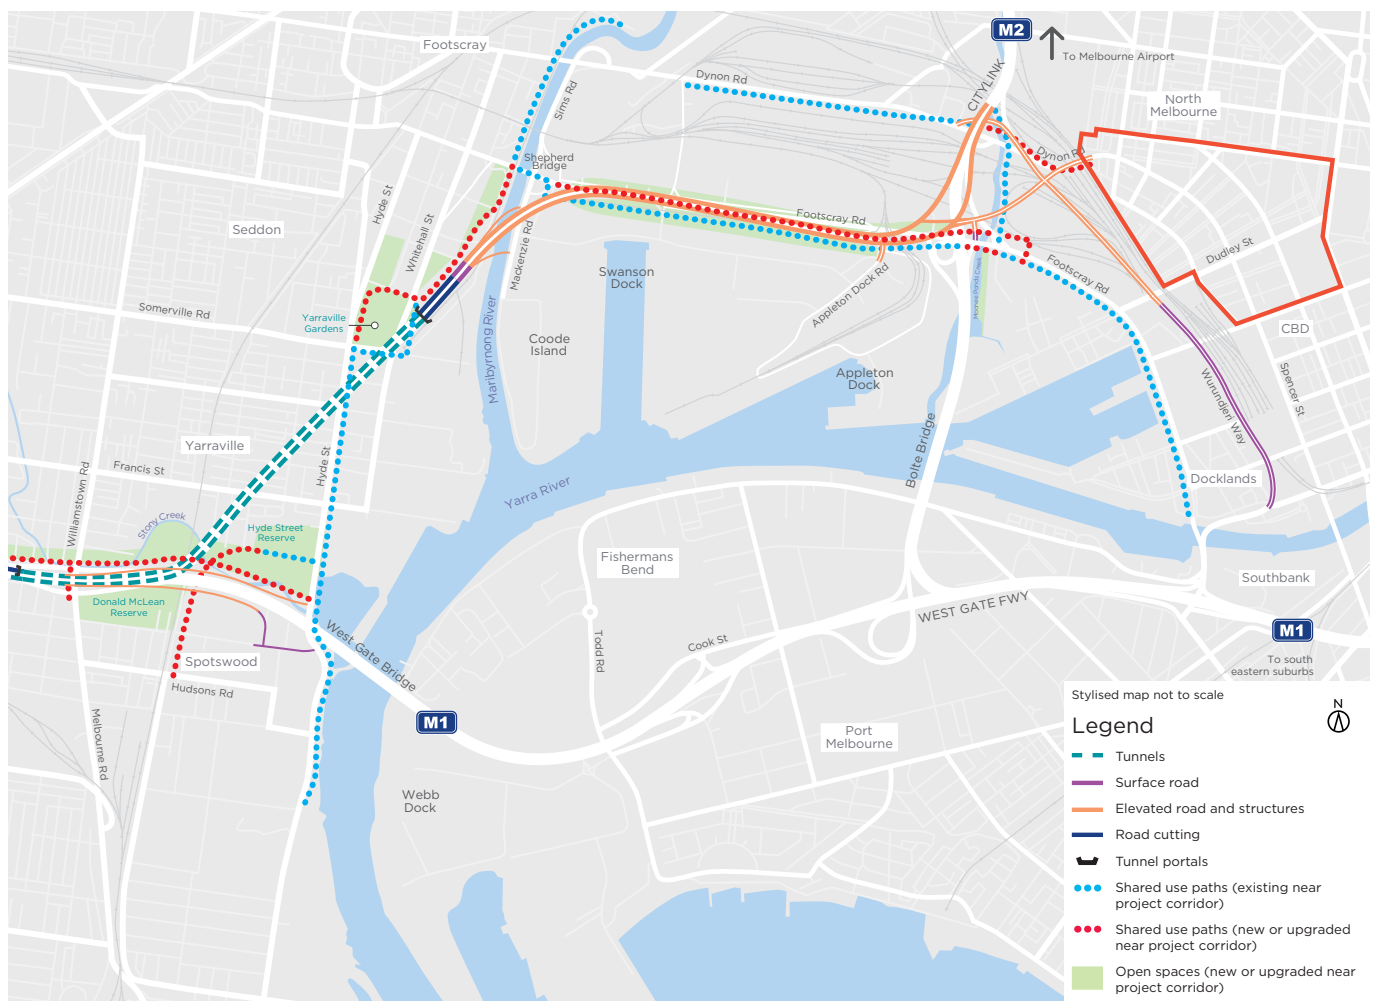 M2
To Melbourne Airport
Footscray
Dynon Rd
CITYLINK
Sims Rd
North
Melbourne
Shepherd
Bridge
Dynon Rd
Hyde St
Whitehall St
Footscray Rd
Seddon
Mackenzie Rd
Dudley St
Swanson
Dock
Footscray Rd
Appleton Dock Rd
Moonee Ponds Creek
Somerville Rd
Yarraville
Gardens
Maribyrnong River
Coode
Island
CBD
Appleton
Dock
Spencer St
Wurundjeri Way
Yarraville
Bolte Bridge
Hyde St
Francis St
Williamstown Rd
Docklands
Yarra River
Stony Creek
Hyde Street
Reserve
Fishermans
Bend
Southbank
Donald McLean
Reserve
WEST GATE FWY
M1
West Gate Bridge
Todd Rd
Cook St
Spotswood
To south
eastern suburbs
Hudsons Rd
M1
Melbourne Rd
Port
Melbourne
Webb
Dock
Stylised map not to scale
N
Legend
Tunnels
Surface road
Elevated road and structures
Road cutting
Tunnel portals
Shared use paths (existing near
project corridor)
Shared use paths (new or upgraded
near project corridor)
Open spaces (new or upgraded near
project corridor)